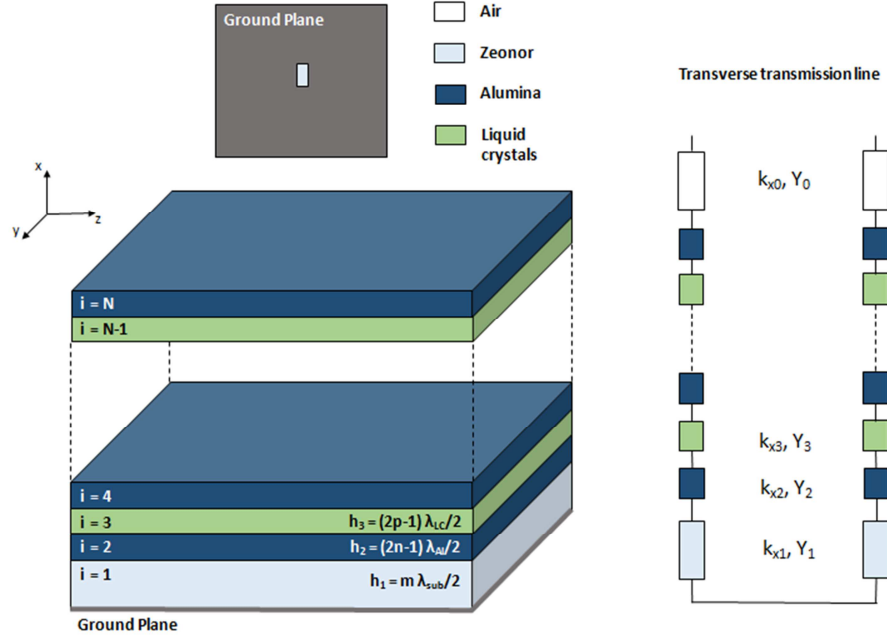 Ground Plane
Air
Zeonor
Alumina
Liquid
crystals
x
y
z
i = N
i = N-1
i = 4
i = 3
h₃ = (2p-1) λLC/2
i = 2
h₂ = (2n-1) λAl/2
i = 1
h₁ = m λsub/2
Ground Plane
Transverse transmission line
kx0, Y0
kx3, Y3
kx2, Y2
kx1, Y1